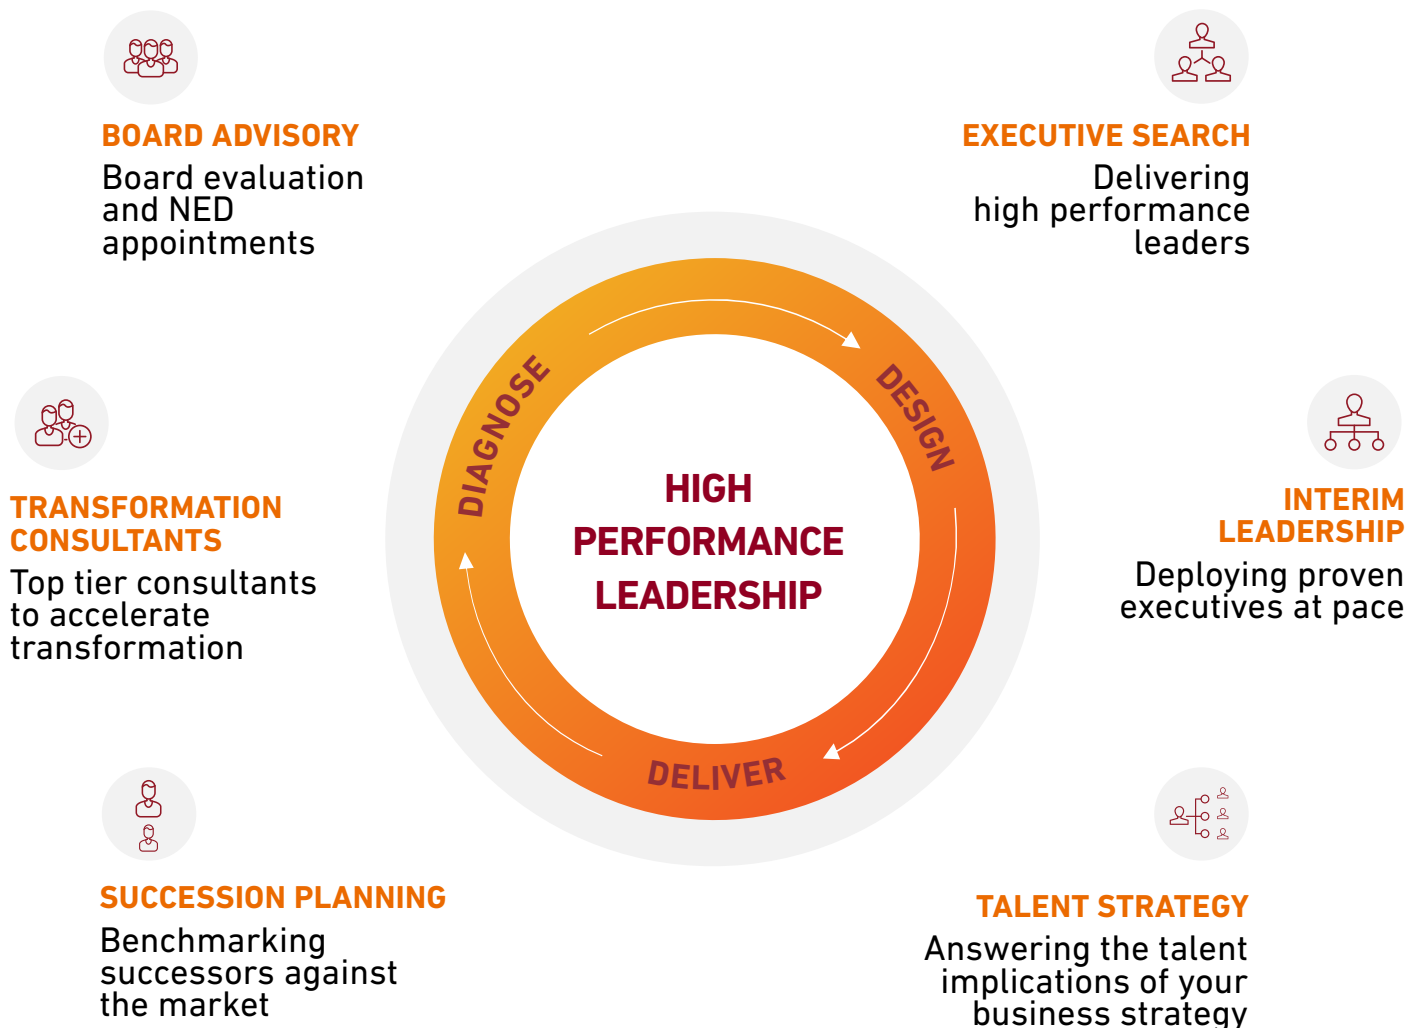 BOARD ADVISORY
Board evaluation
and NED
appointments
EXECUTIVE SEARCH
Delivering
high performance
leaders
TRANSFORMATION
CONSULTANTS
Top tier consultants
to accelerate
transformation
DIAGNOSE
DESIGN
DELIVER
HIGH
PERFORMANCE
LEADERSHIP
INTERIM
LEADERSHIP
Deploying proven
executives at pace
SUCCESSION PLANNING
Benchmarking
successors against
the market
TALENT STRATEGY
Answering the talent
implications of your
business strategy